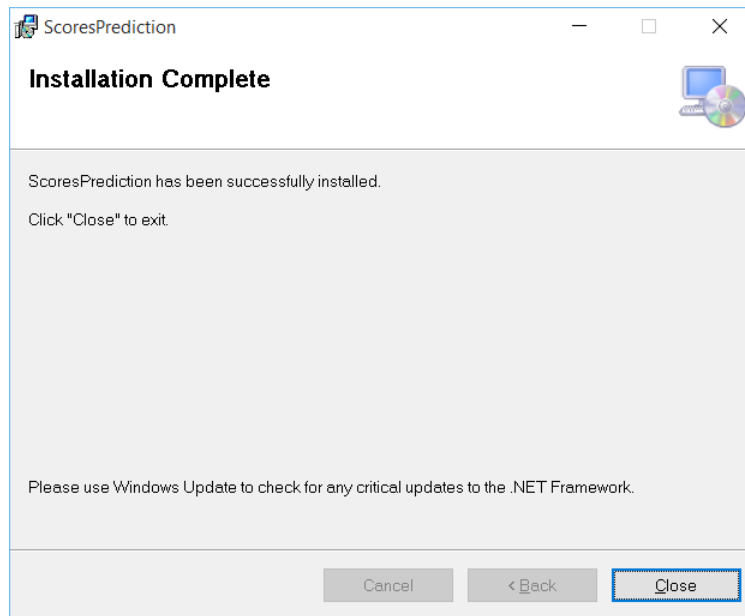 ScoresPrediction
Installation Complete
ScoresPrediction has been successfully installed.
Click "Close" to exit.
Please use Windows Update to check for any critical updates to the .NET Framework.
Cancel
< Back
Close